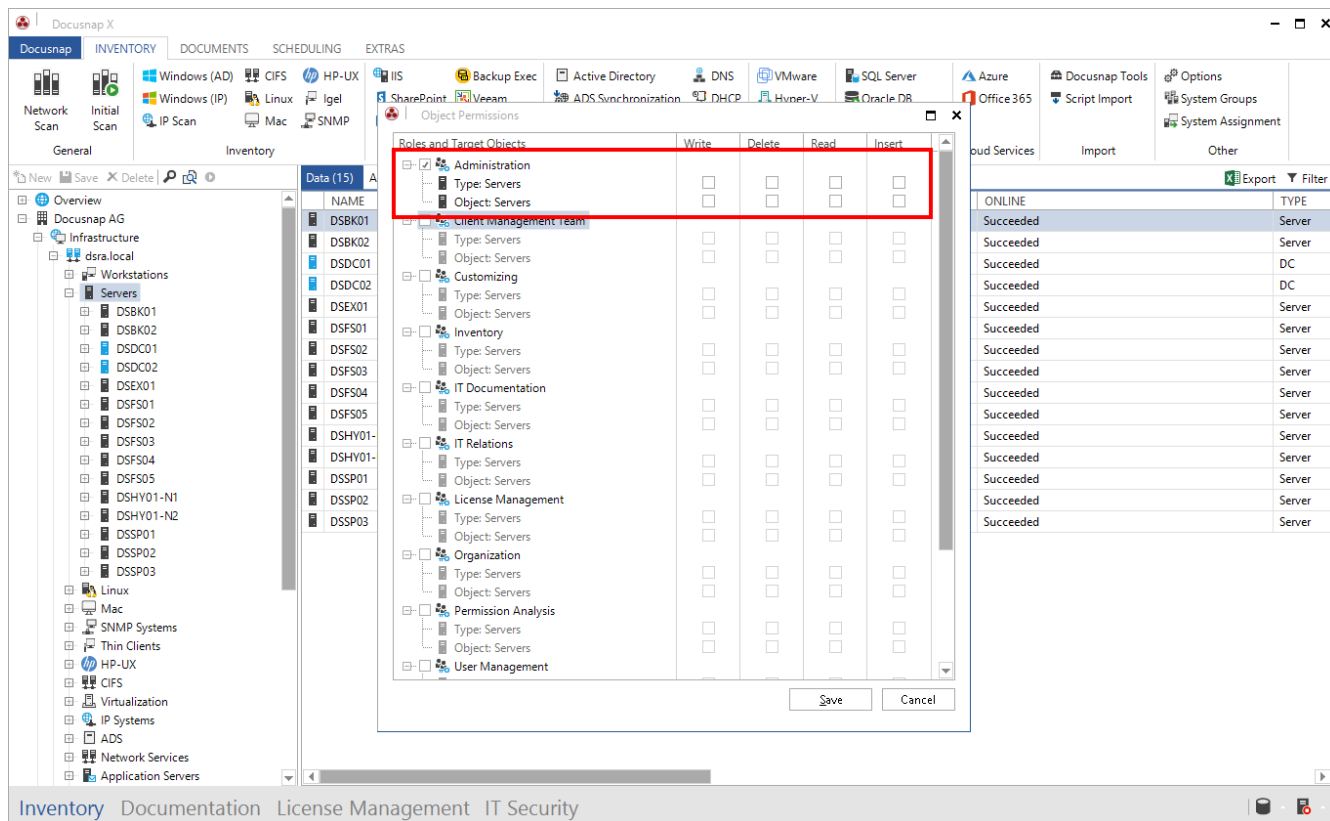 Docusnap X
Docusnap INVENTORY DOCUMENTS SCHEDULING EXTRAS
Windows (AD) CIFS HP-UX IIS Backup Exec Active Directory DNS VMware SQL Server Azure Docusnap Tools Options
Network Scan Initial Scan Windows (IP) Linux Igel SharePoint Veeam ADS Synchronization DHCP Hyper-V Oracle DB Office 365 Script Import System Groups
IP Scan Mac SNMP System Assignment
General Inventory oud Services Import Other
New Save Delete
Overview
Docusnap AG
Infrastructure
dsra.local
Workstations
Servers
DSBK01
DSBK02
DSDC01
DSDC02
DSEX01
DSFS01
DSFS02
DSFS03
DSFS04
DSFS05
DSHY01-N1
DSHY01-N2
DSSP01
DSSP02
DSSP03
Linux
Mac
SNMP Systems
Thin Clients
HP-UX
CIFS
Virtualization
IP Systems
ADS
Network Services
Application Servers
Data (15) A Export Filter
NAME ONLINE TYPE
DSBK01 Succeeded Server
DSBK02 Succeeded Server
DSDC01 Succeeded DC
DSDC02 Succeeded DC
DSEX01 Succeeded Server
DSFS01 Succeeded Server
DSFS02 Succeeded Server
DSFS03 Succeeded Server
DSFS04 Succeeded Server
DSFS05 Succeeded Server
DSHY01- Succeeded Server
DSHY01- Succeeded Server
DSSP01 Succeeded Server
DSSP02 Succeeded Server
DSSP03 Succeeded Server
Object Permissions
Roles and Target Objects Write Delete Read Insert
Administration
Type: Servers
Object: Servers
Client Management Team
Type: Servers
Object: Servers
Customizing
Type: Servers
Object: Servers
Inventory
Type: Servers
Object: Servers
IT Documentation
Type: Servers
Object: Servers
IT Relations
Type: Servers
Object: Servers
License Management
Type: Servers
Object: Servers
Organization
Type: Servers
Object: Servers
Permission Analysis
Type: Servers
Object: Servers
User Management
Save Cancel
Inventory Documentation License Management IT Security